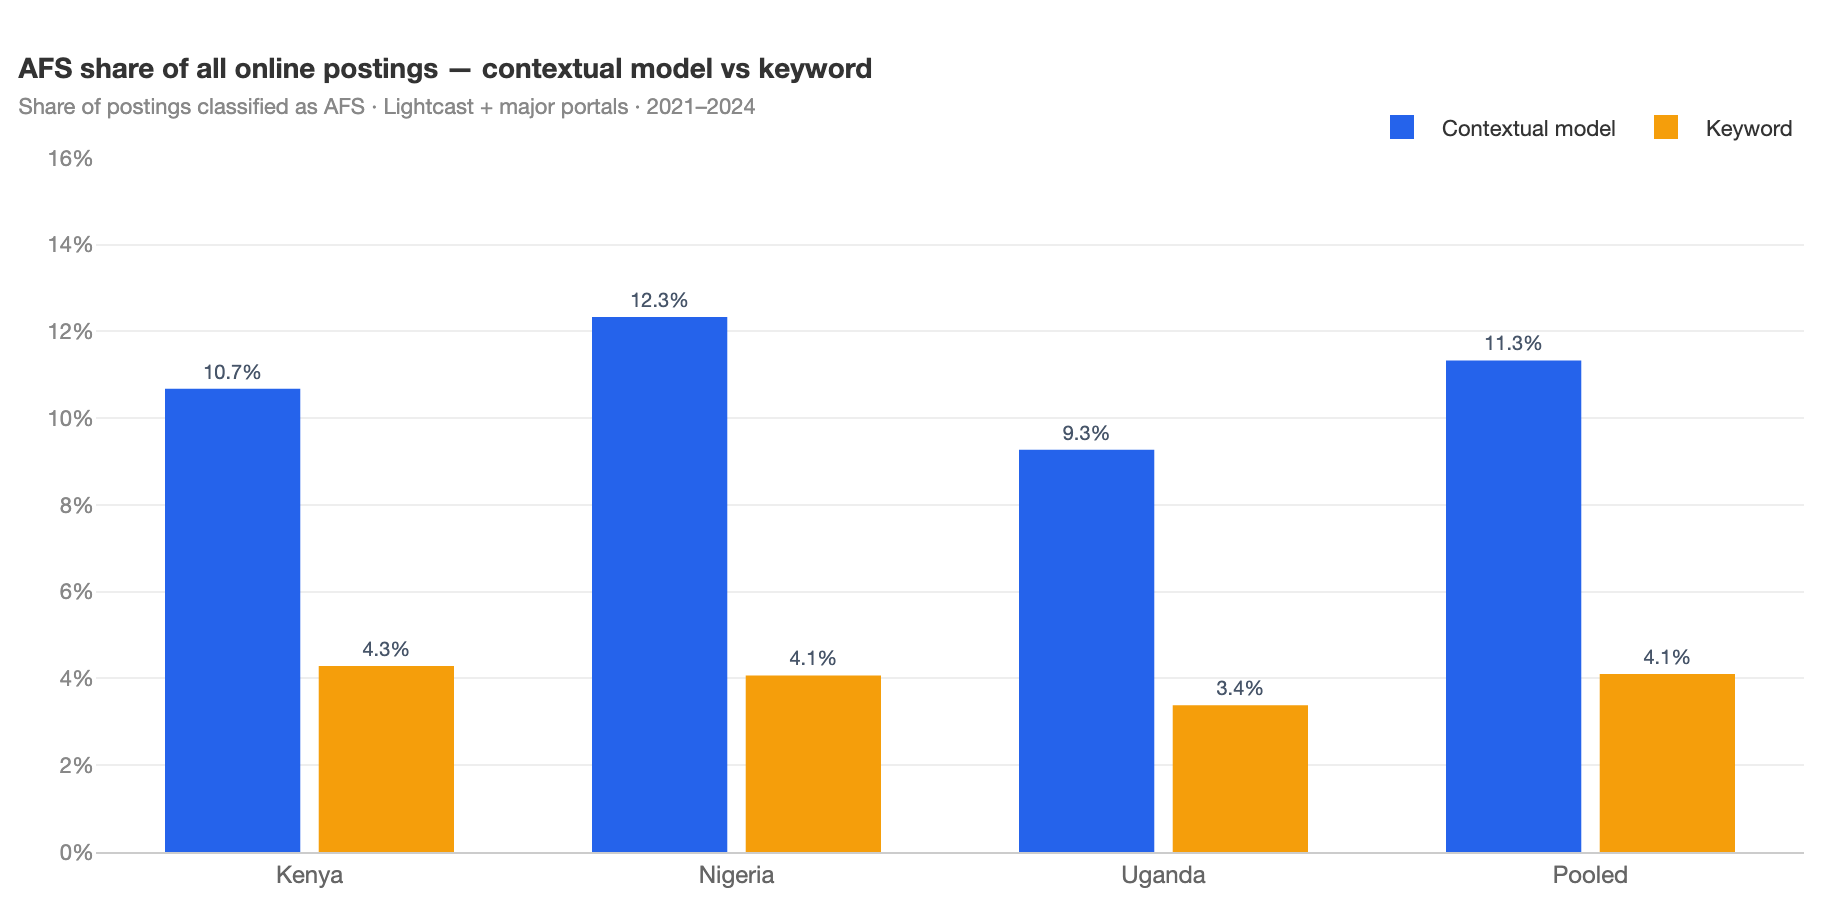 AFS share of all online postings — contextual model vs keyword
Share of postings classified as AFS · Lightcast + major portals · 2021–2024
Contextual model
Keyword
16%
14%
12%
10%
8%
6%
4%
2%
0%
10.7%
4.3%
12.3%
4.1%
9.3%
3.4%
11.3%
4.1%
Kenya
Nigeria
Uganda
Pooled